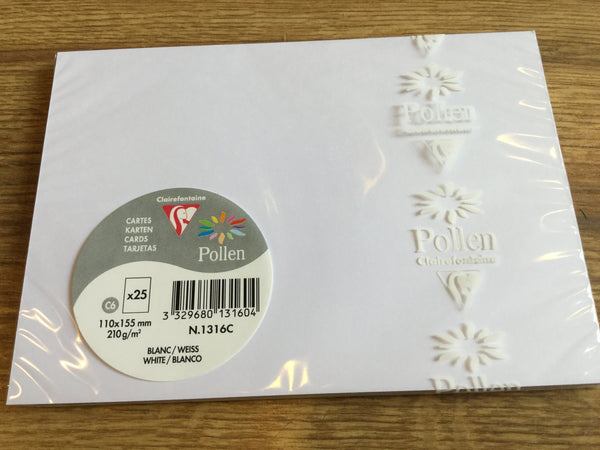 Clairefontaine
CARTES
KARTEN
CARDS
TARJETAS
Pollen
C6
x25
110x155 mm
210g/m²
3 329680 131604
N.1316C
BLANC/WEISS
WHITE/BLANCO
Pollen
Clairefontaine
Pollen
Clairefontaine
Pollen